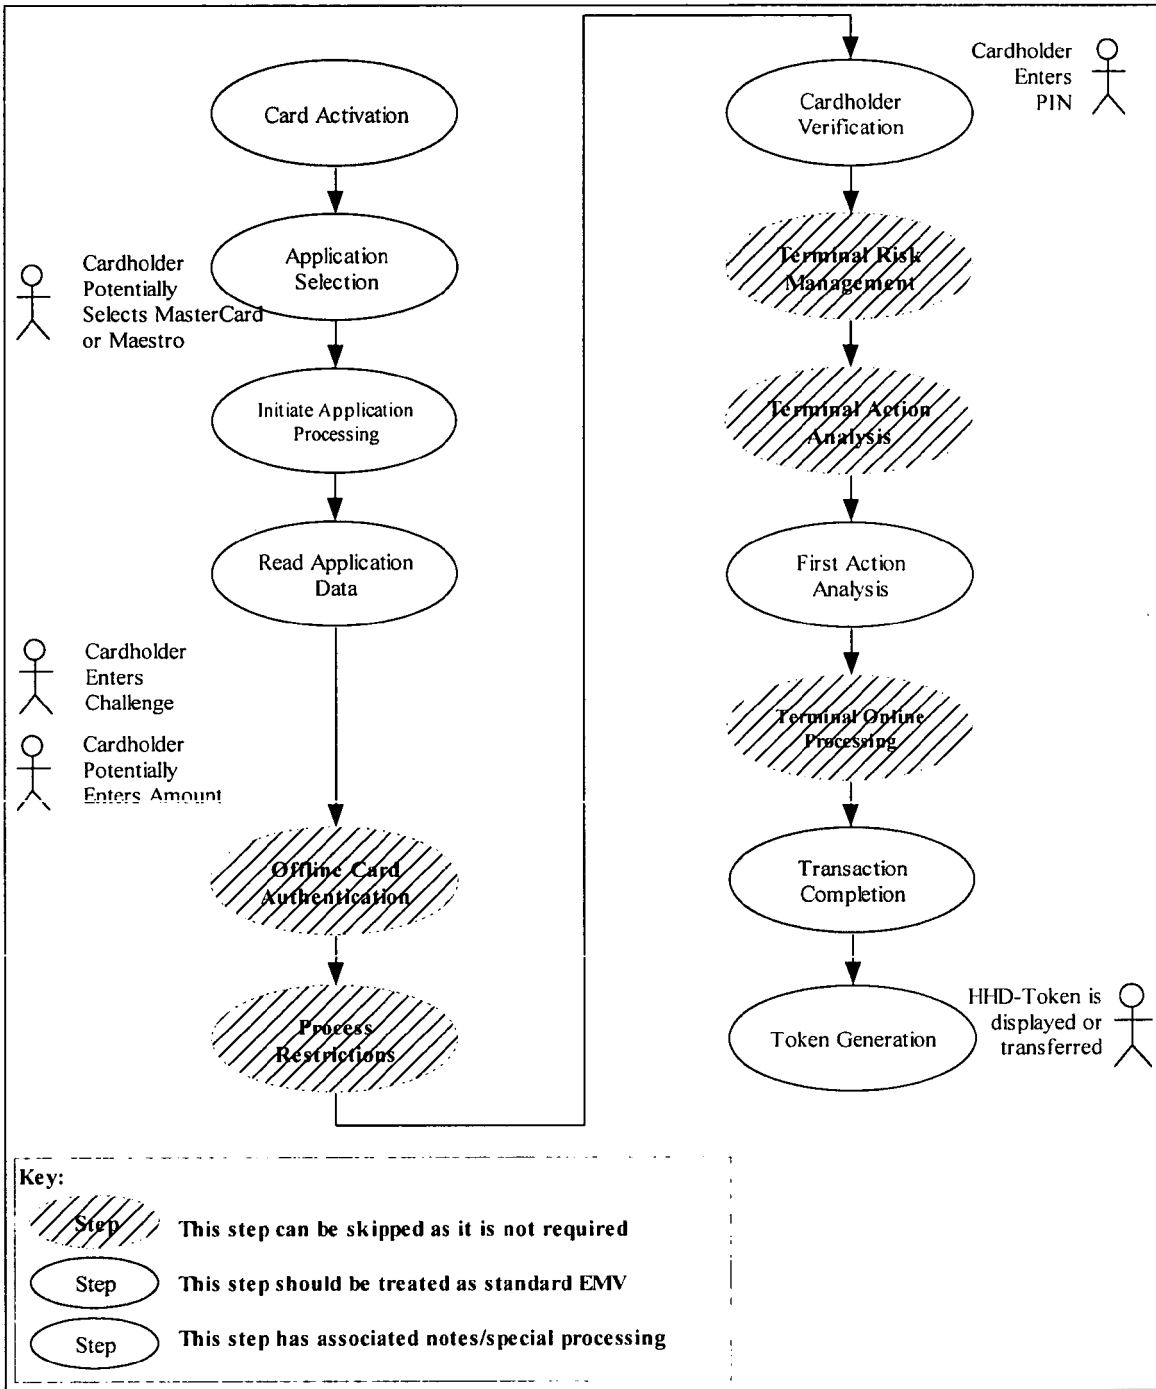 Card Activation
Application
Selection
Cardholder
Potentially
Selects MasterCard
or Maestro
Initiate Application
Processing
Read Application
Data
Cardholder
Enters
Challenge
Cardholder
Potentially
Enters Amount
Offline Card
Authentication
Process
Restrictions
Cardholder
Enters
PIN
Cardholder
Verification
Terminal Risk
Management
Terminal Action
Analysis
First Action
Analysis
Terminal Online
Processing
Transaction
Completion
Token Generation
HHD-Token is
displayed or
transferred
Key:
Step This step can be skipped as it is not required
Step This step should be treated as standard EMV
Step This step has associated notes/special processing